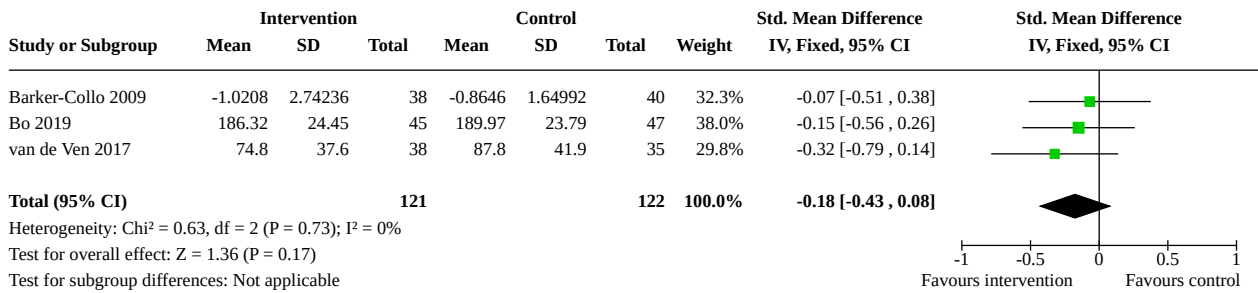 Intervention Control Std. Mean Difference Std. Mean Difference
Study or Subgroup Mean SD Total Mean SD Total Weight IV, Fixed, 95% CI IV, Fixed, 95% CI
Barker-Collo 2009 -1.0208 2.74236 38 -0.8646 1.64992 40 32.3% -0.07 [-0.51 , 0.38]
Bo 2019 186.32 24.45 45 189.97 23.79 47 38.0% -0.15 [-0.56 , 0.26]
van de Ven 2017 74.8 37.6 38 87.8 41.9 35 29.8% -0.32 [-0.79 , 0.14]
Total (95% CI) 121 122 100.0% -0.18 [-0.43 , 0.08]
Heterogeneity: Chi² = 0.63, df = 2 (P = 0.73); I² = 0%
Test for overall effect: Z = 1.36 (P = 0.17) -1 -0.5 0 0.5 1
Test for subgroup differences: Not applicable Favours intervention Favours control